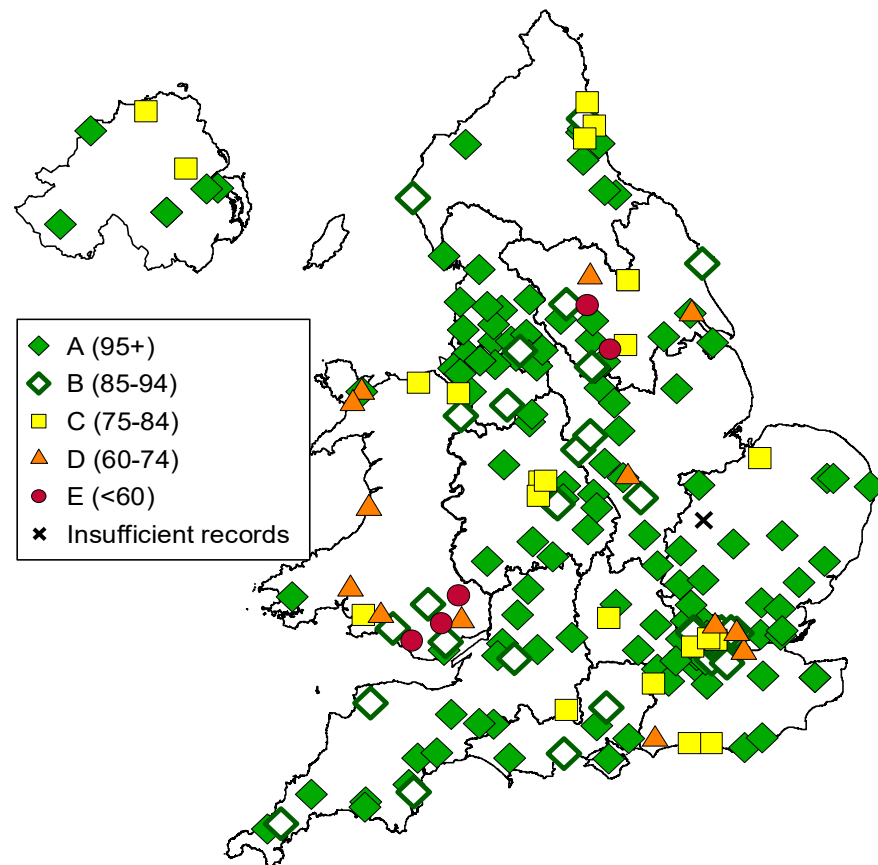 A (95+)
B (85-94)
C (75-84)
D (60-74)
E (<60)
Insufficient records